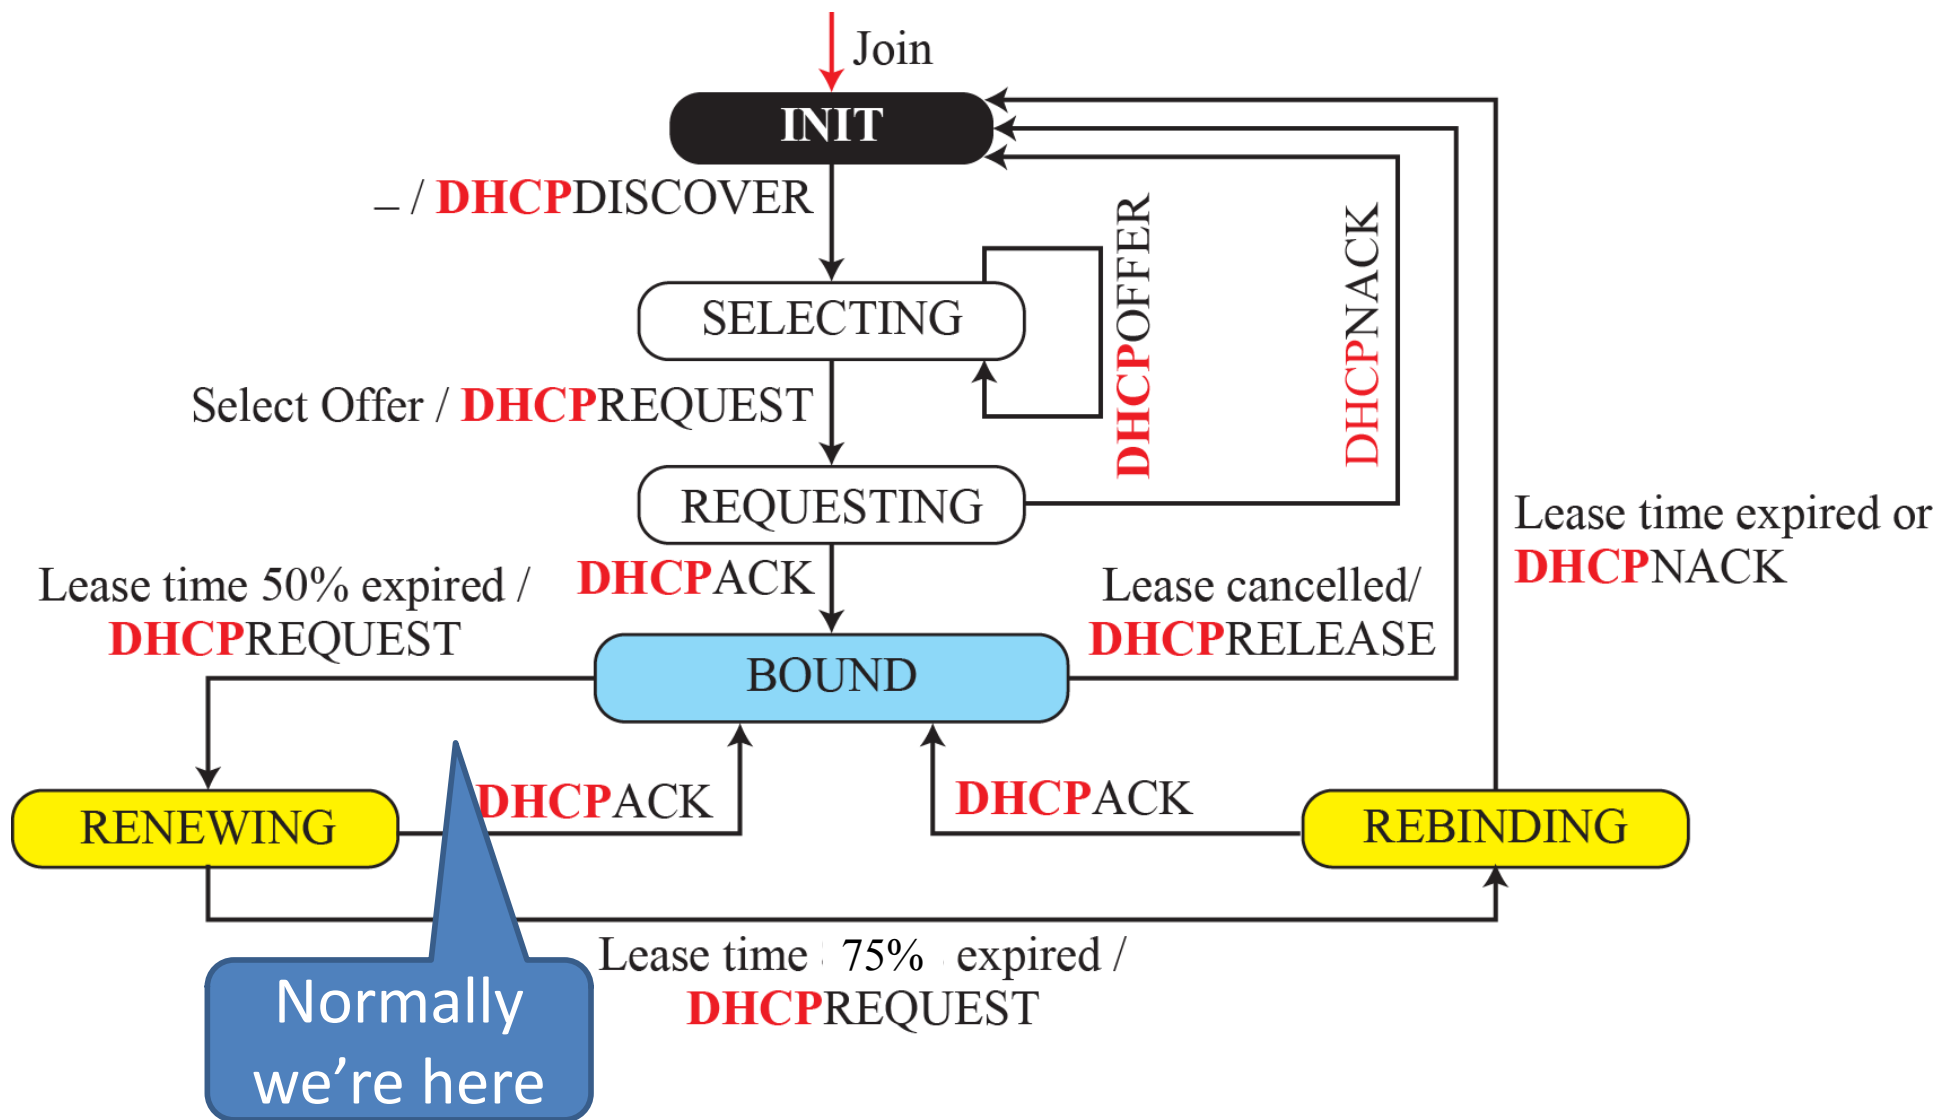 Join
INIT
– / DHCPDISCOVER
DHCPOFFER
DHCPNACK
SELECTING
Select Offer / DHCPREQUEST
REQUESTING
Lease time expired or
DHCPNACK
DHCPACK
Lease time 50% expired /
DHCPREQUEST
Lease cancelled/
DHCPRELEASE
BOUND
DHCPACK
DHCPACK
RENEWING
REBINDING
Lease time 75% expired /
DHCPREQUEST
Normally
we're here